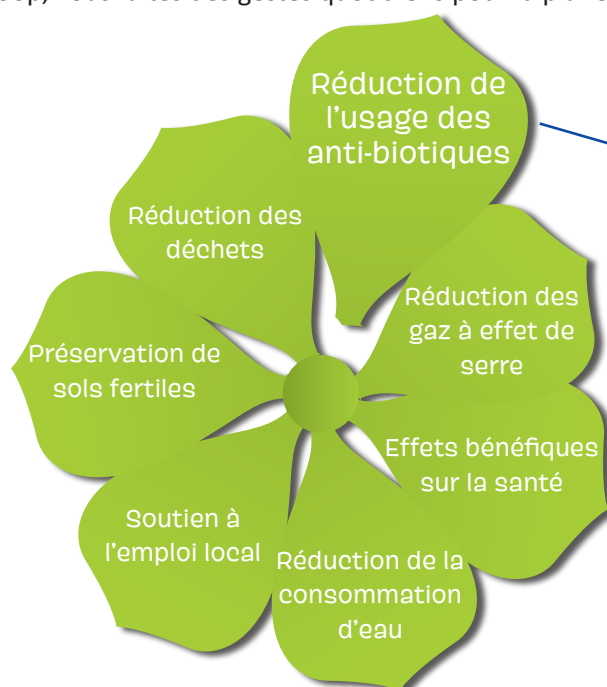 Réduction de
l'usage des
anti-biotiques
Réduction des
déchets
Réduction des
gaz à effet de
serre
Préservation de
sols fertiles
Effets bénéfiques
sur la santé
Soutien à
l'emploi local
Réduction de la
consommation
d'eau